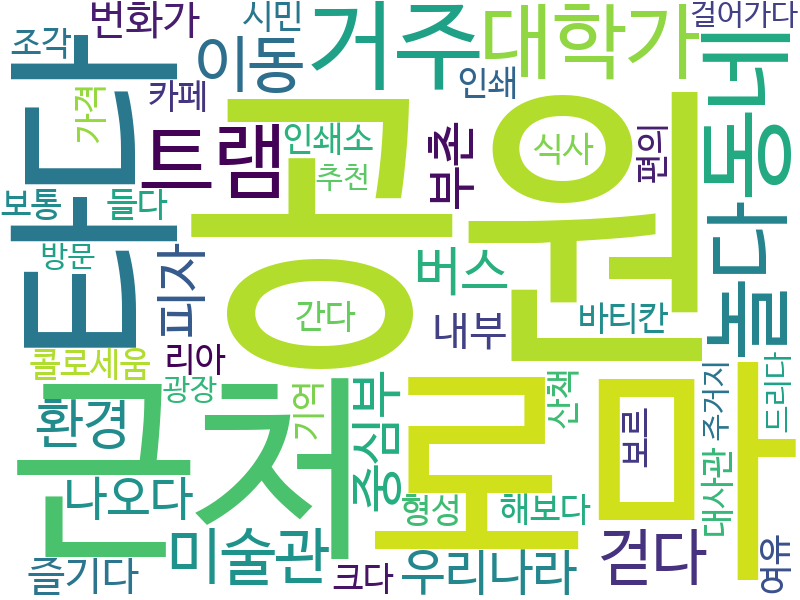 조각
번화가
시민
이동
거주
대학가
걸어가다
동네
타다
가격
카페
트램
공원
인쇄소
추천
인쇄
식사
부촌
편의
놀다
보통
들다
방문
피자
버스
간다
내부
바티칸
콜로세움
리아
광장
기억
근처
로마
중심부
산책
보르
주거지
드리다
환경
나오다
형성
해보다
대사관
여유
미술관
즐기다
크다
우리나라
걷다